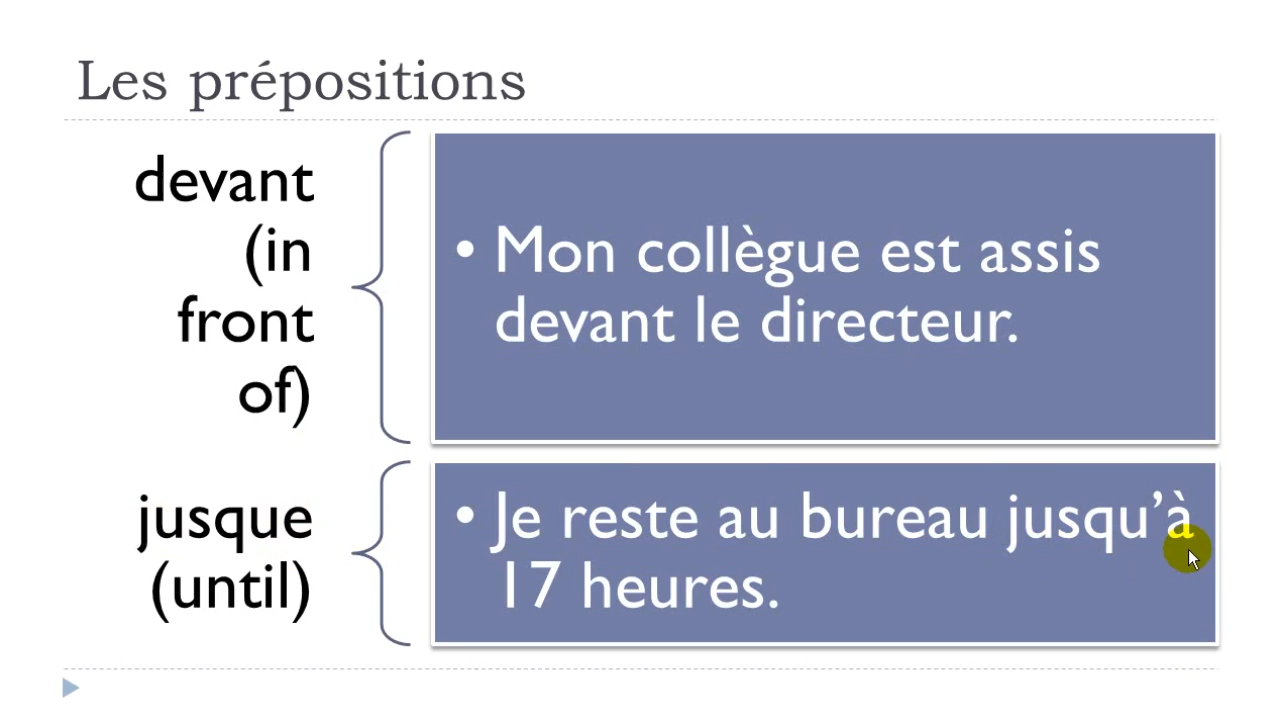 Les prépositions
devant
(in
front
of)
• Mon collègue est assis
devant le directeur.
jusque
(until)
• Je reste au bureau jusqu’à
17 heures.